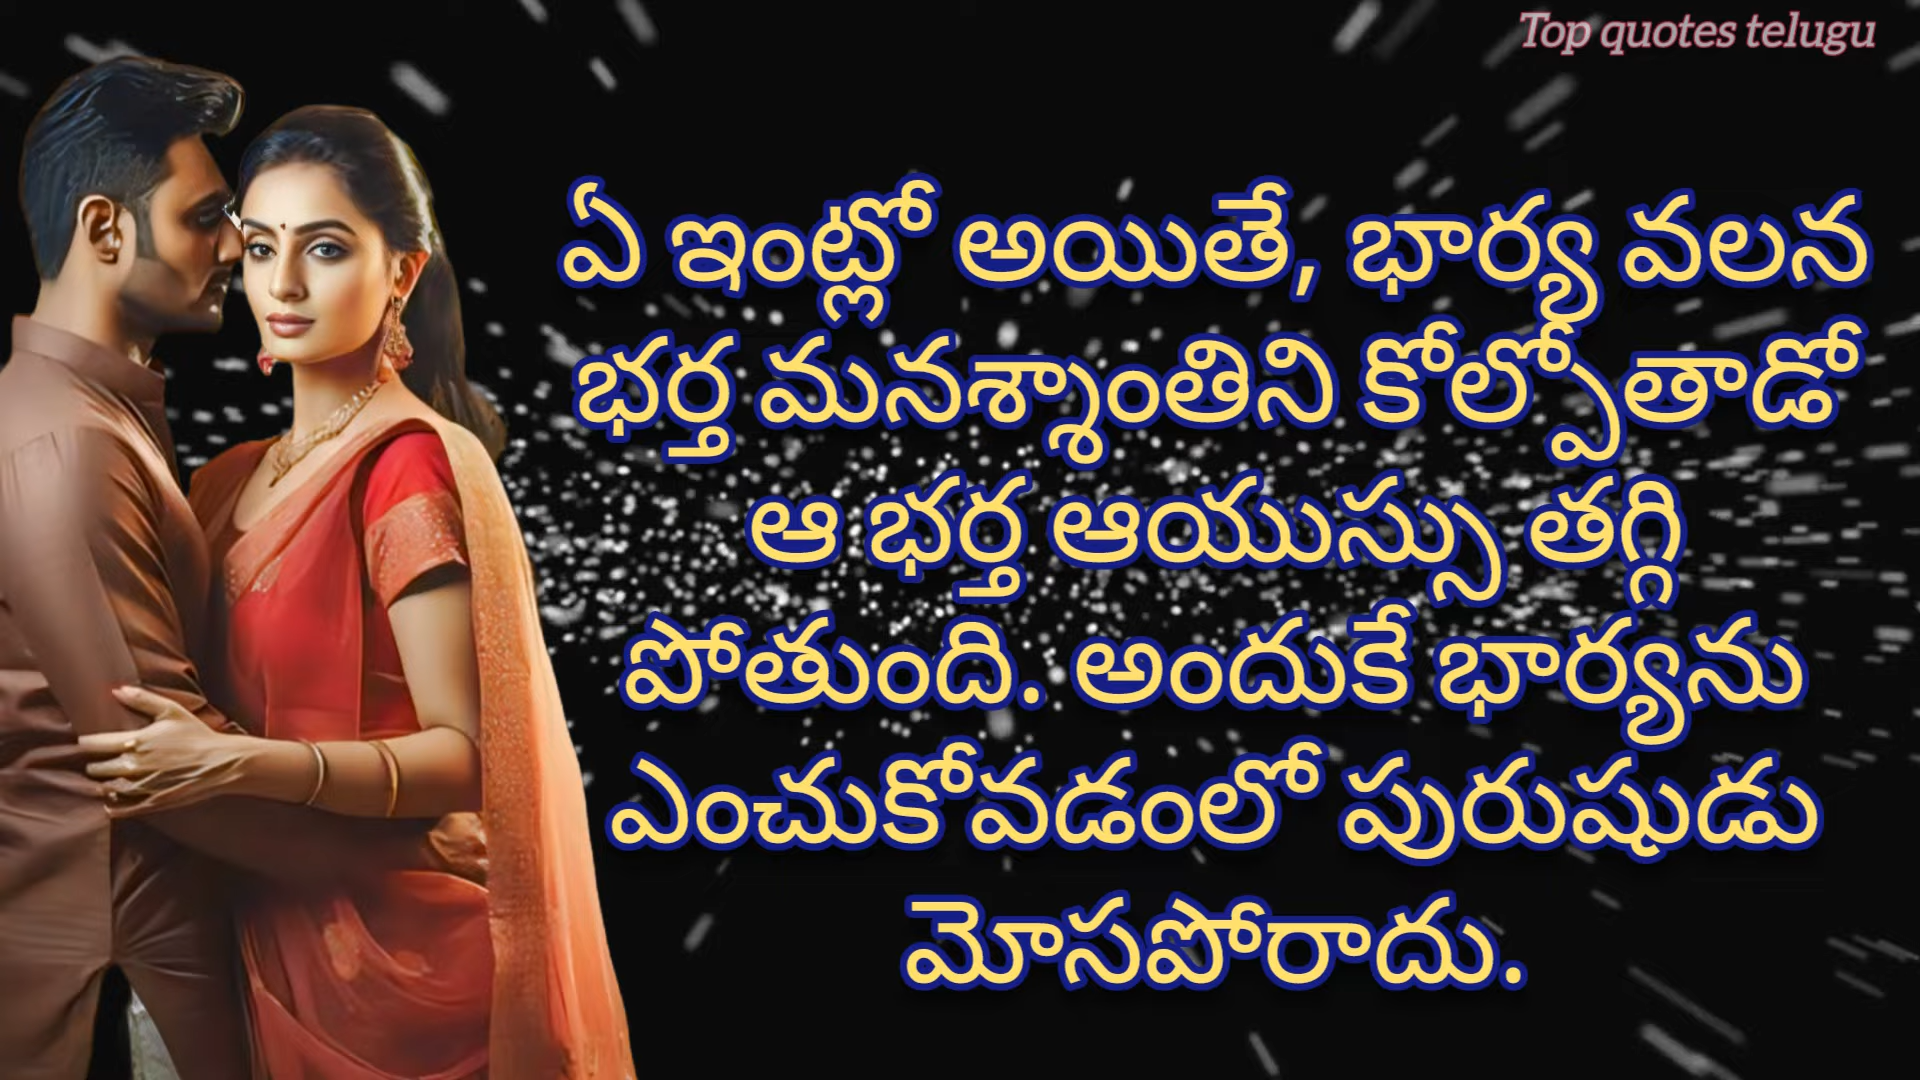 Top quotes telugu
ఏ ఇంట్లో అయితే, భార్య వలన
భర్త మనశ్శాంతిని కోల్పోతాడో
ఆ భర్త ఆయుస్సు తగ్గి
పోతుంది. అందుకే భార్యను
ఎంచుకోవడంలో పురుషుడు
మోసపోరాదు.